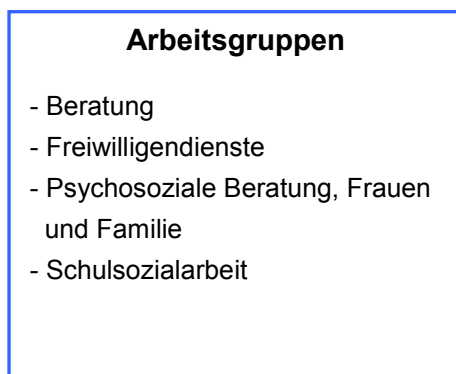 Arbeitsgruppen
- Beratung
- Freiwilligendienste
- Psychosoziale Beratung, Frauen
und Familie
- Schulsozialarbeit